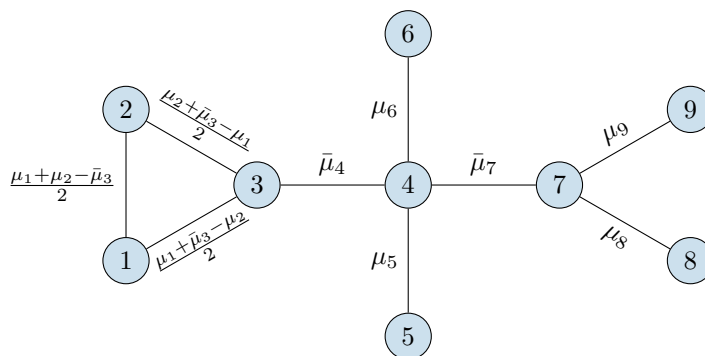 6
μ₆
2
(μ₂+μ̄₃−μ₁)/2
9
μ₉
(μ₁+μ₂−μ̄₃)/2
3
μ̄₄
4
μ̄₇
7
1
(μ₁+μ̄₃−μ₂)/2
μ₅
μ₈
8
5